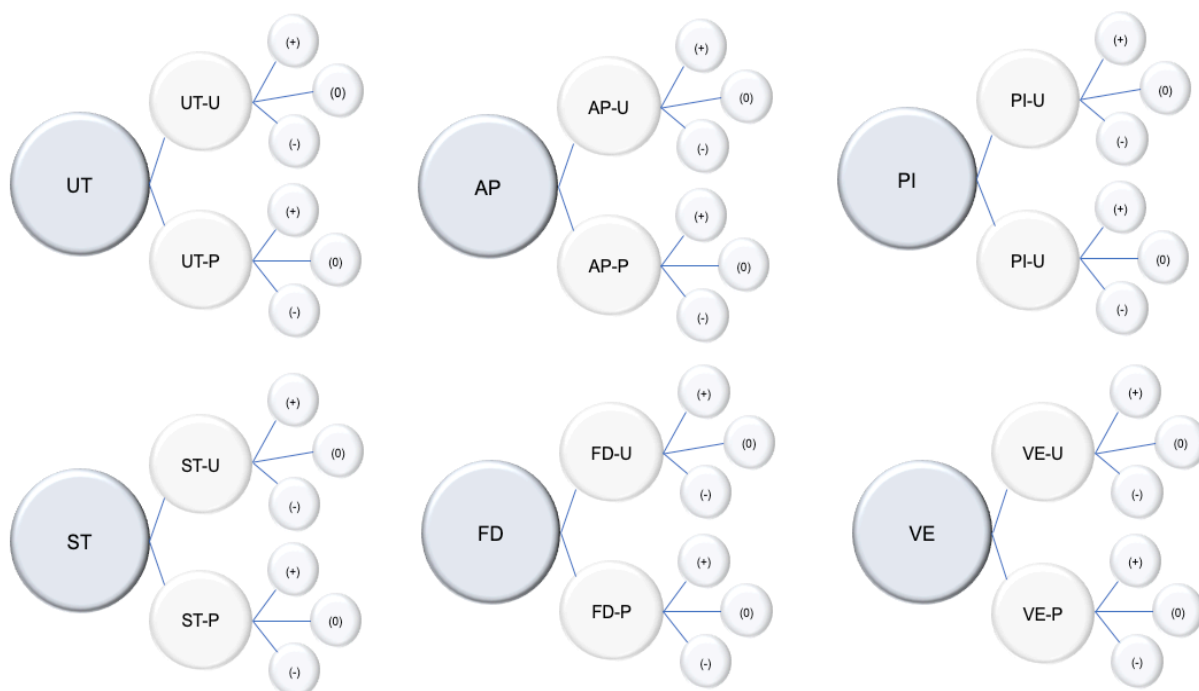 UT
UT-U
(+)
(0)
(-)
UT-P
(+)
(0)
(-)
AP
AP-U
(+)
(0)
(-)
AP-P
(+)
(0)
(-)
PI
PI-U
(+)
(0)
(-)
PI-U
(+)
(0)
(-)
ST
ST-U
(+)
(0)
(-)
ST-P
(+)
(0)
(-)
FD
FD-U
(+)
(0)
(-)
FD-P
(+)
(0)
(-)
VE
VE-U
(+)
(0)
(-)
VE-P
(+)
(0)
(-)